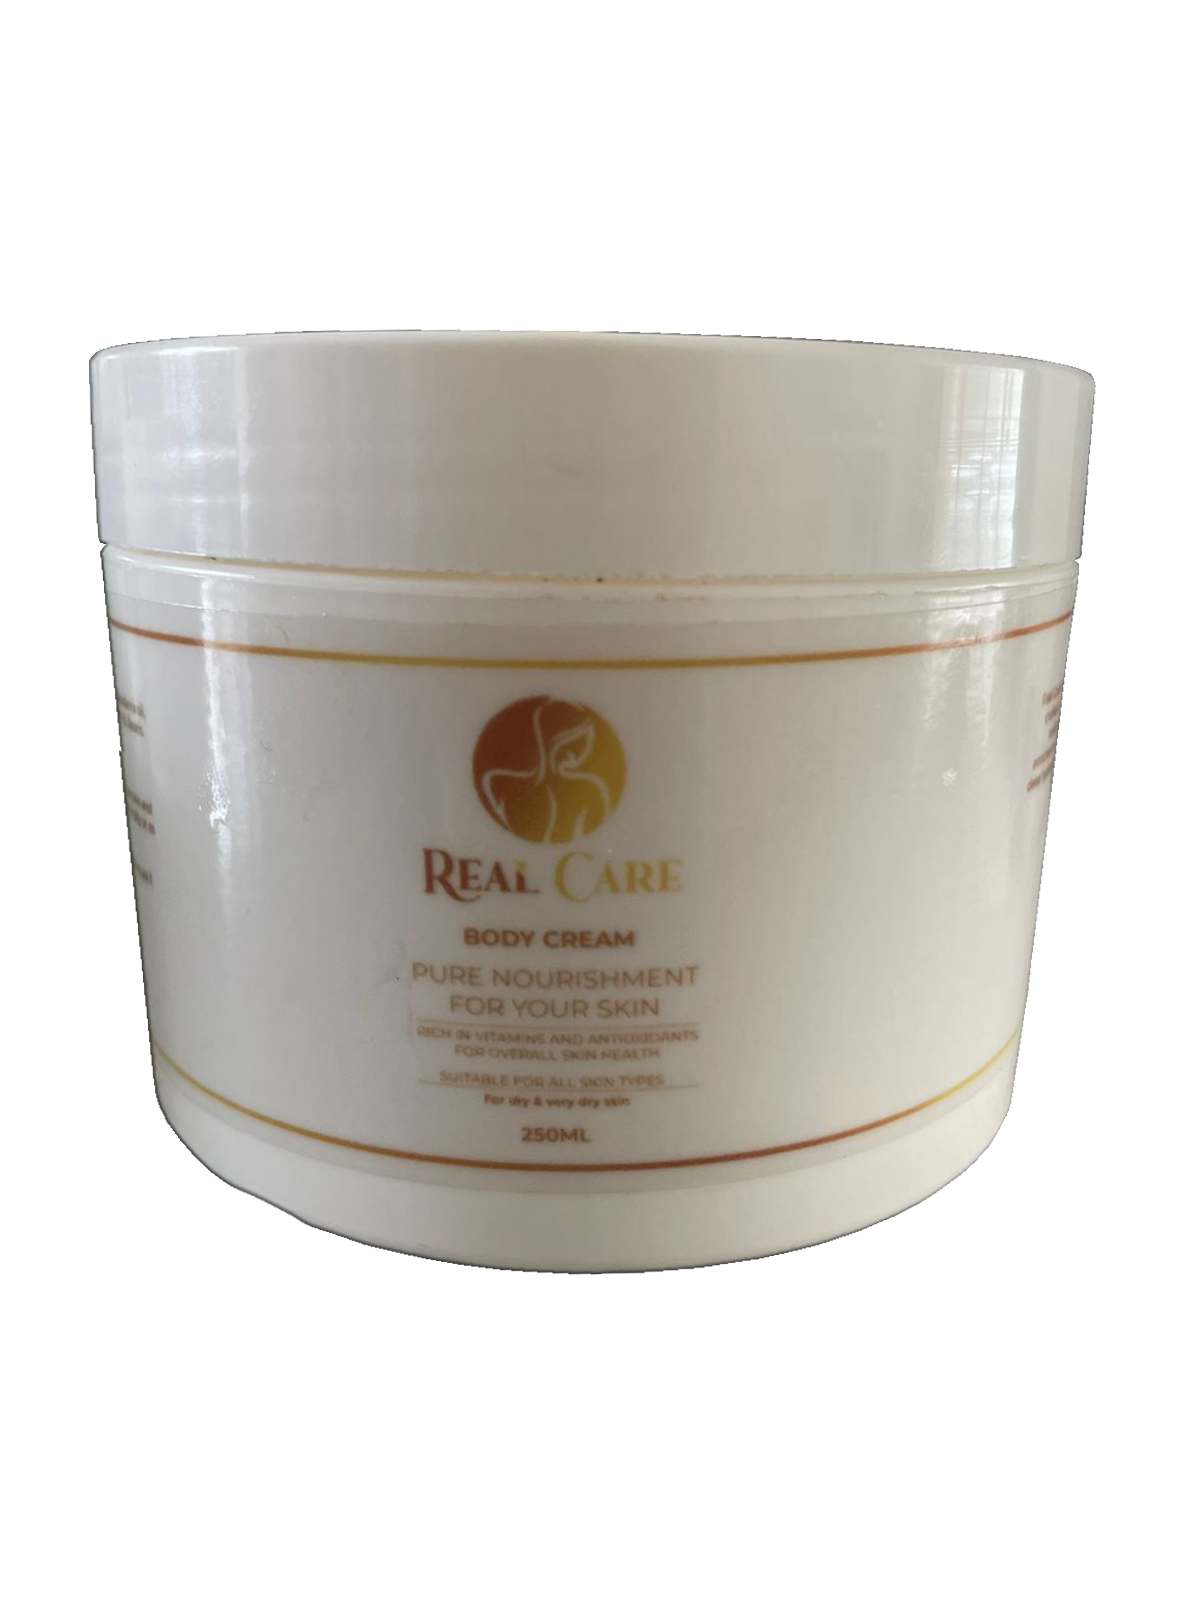 REAL CARE
BODY CREAM
PURE NOURISHMENT
FOR YOUR SKIN
RICH IN VITAMINS AND ANTIOXIDANTS
FOR OVERALL SKIN HEALTH
SUITABLE FOR ALL SKIN TYPES
For dry & very dry skin
250ML